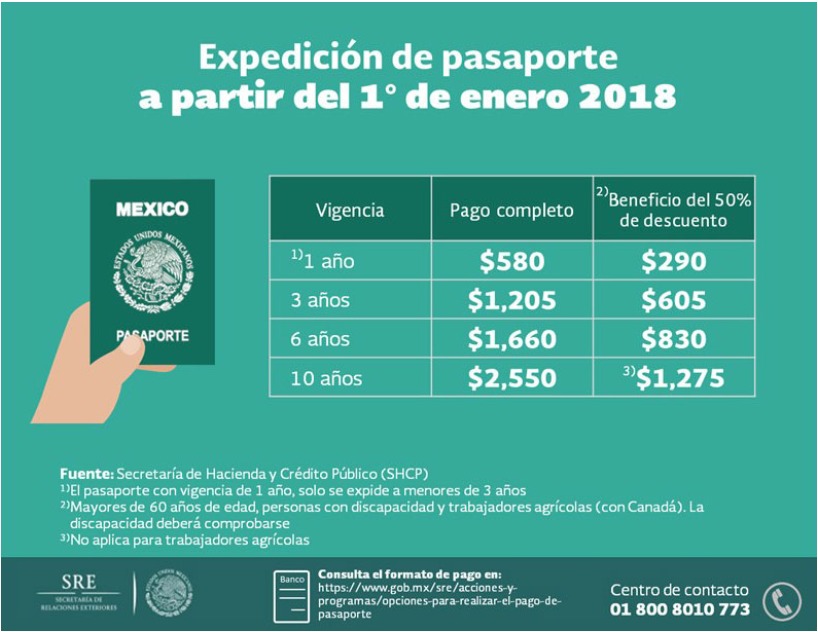 Expedición de pasaporte
a partir del 1° de enero 2018
MEXICO
ESTADOS UNIDOS MEXICANOS
PASAPORTE
Vigencia Pago completo 2)Beneficio del 50%
de descuento
1)1 año $580 $290
3 años $1,205 $605
6 años $1,660 $830
10 años $2,550 3)$1,275
Fuente: Secretaría de Hacienda y Crédito Público (SHCP)
1)El pasaporte con vigencia de 1 año, solo se expide a menores de 3 años
2)Mayores de 60 años de edad, personas con discapacidad y trabajadores agrícolas (con Canadá). La
discapacidad deberá comprobarse
3)No aplica para trabajadores agrícolas
SRE
SECRETARÍA DE
RELACIONES EXTERIORES
Banco
Consulta el formato de pago en:
https://www.gob.mx/sre/acciones-y-
programas/opciones-para-realizar-el-pago-de-
pasaporte
Centro de contacto
01 800 8010 773